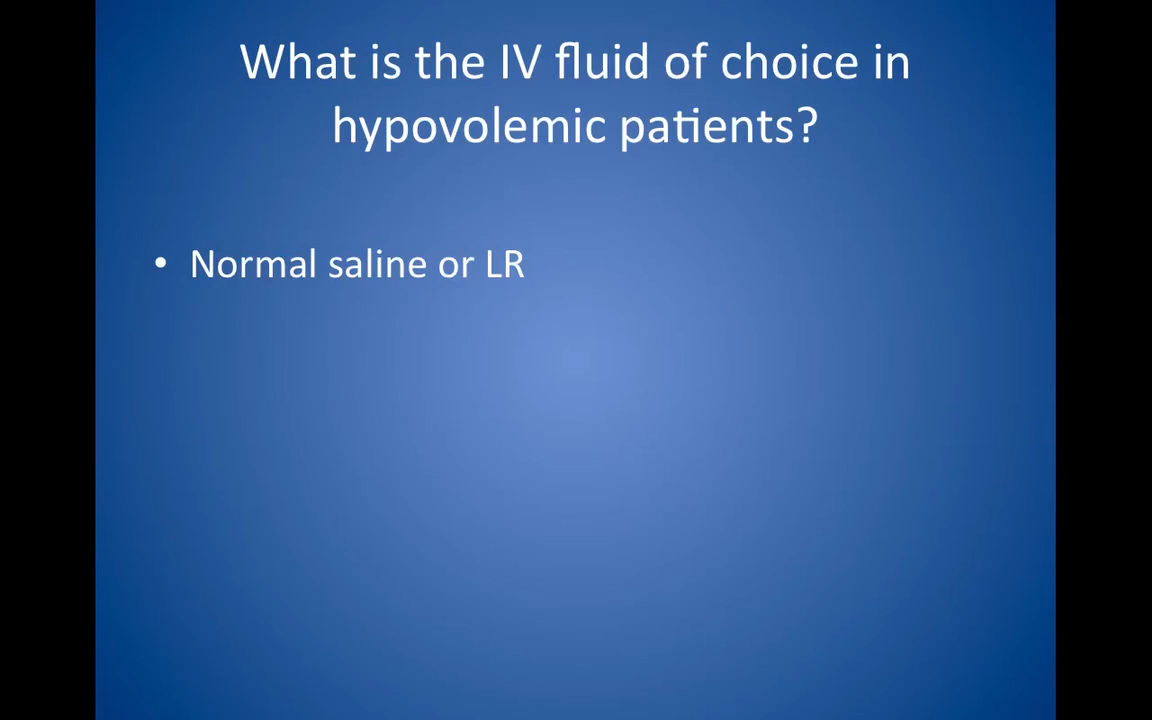 What is the IV fluid of choice in
hypovolemic patients?
• Normal saline or LR